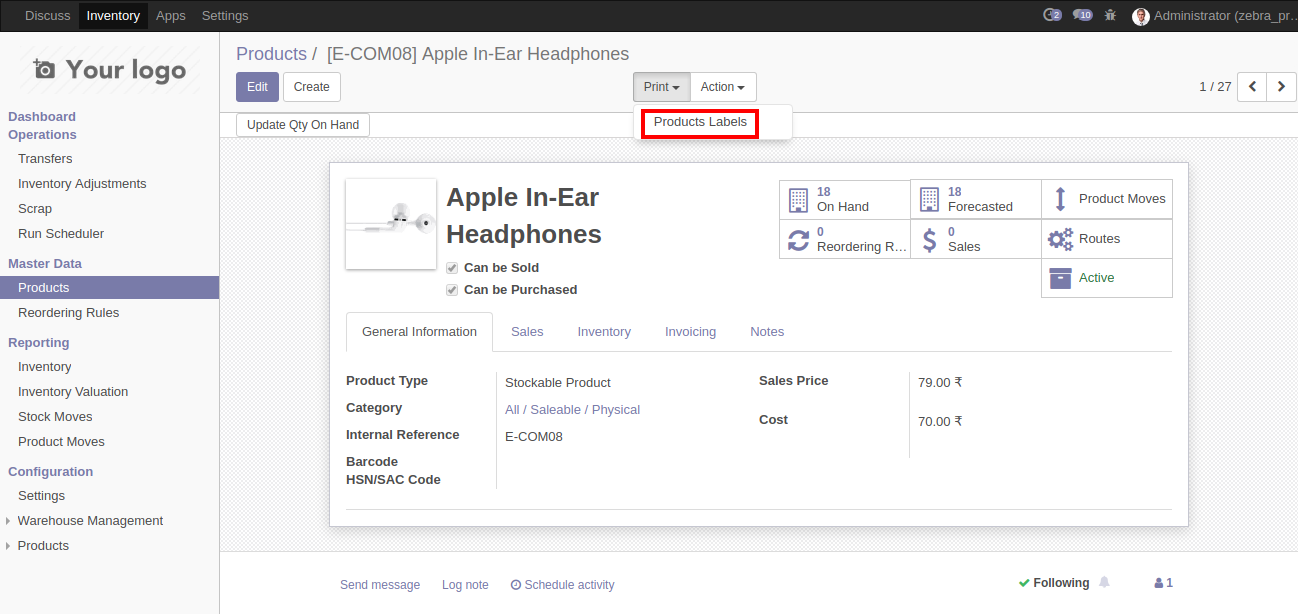 Discuss Inventory Apps Settings
2 10 Administrator (zebra_pr...
Your logo
Dashboard
Operations
Transfers
Inventory Adjustments
Scrap
Run Scheduler
Master Data
Products
Reordering Rules
Reporting
Inventory
Inventory Valuation
Stock Moves
Product Moves
Configuration
Settings
Warehouse Management
Products
Products / [E-COM08] Apple In-Ear Headphones
Edit Create Print Action 1 / 27
Products Labels
Update Qty On Hand
Apple In-Ear
Headphones
Can be Sold
Can be Purchased
18
On Hand
18
Forecasted
Product Moves
0
Reordering R...
0
Sales
Routes
Active
General Information Sales Inventory Invoicing Notes
Product Type Stockable Product
Category All / Saleable / Physical
Internal Reference E-COM08
Barcode
HSN/SAC Code
Sales Price 79.00 ₹
Cost 70.00 ₹
Send message Log note Schedule activity
Following 1